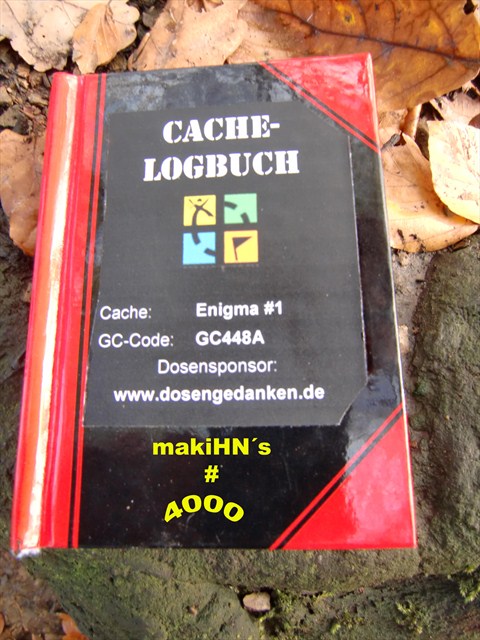 CACHE-
LOGBUCH
Cache: Enigma #1
GC-Code: GC448A
Dosensponsor:
www.dosengedanken.de
makiHN´s
#
4000